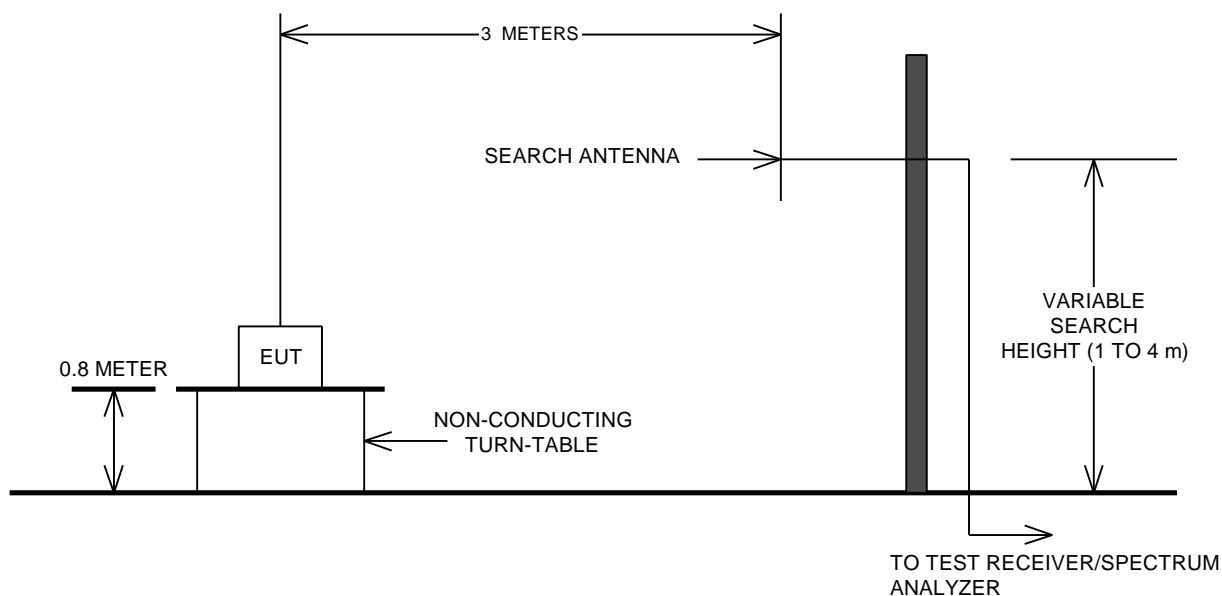 3 METERS
SEARCH ANTENNA
VARIABLE
SEARCH
HEIGHT (1 TO 4 m)
EUT
0.8 METER
NON-CONDUCTING
TURN-TABLE
TO TEST RECEIVER/SPECTRUM
ANALYZER